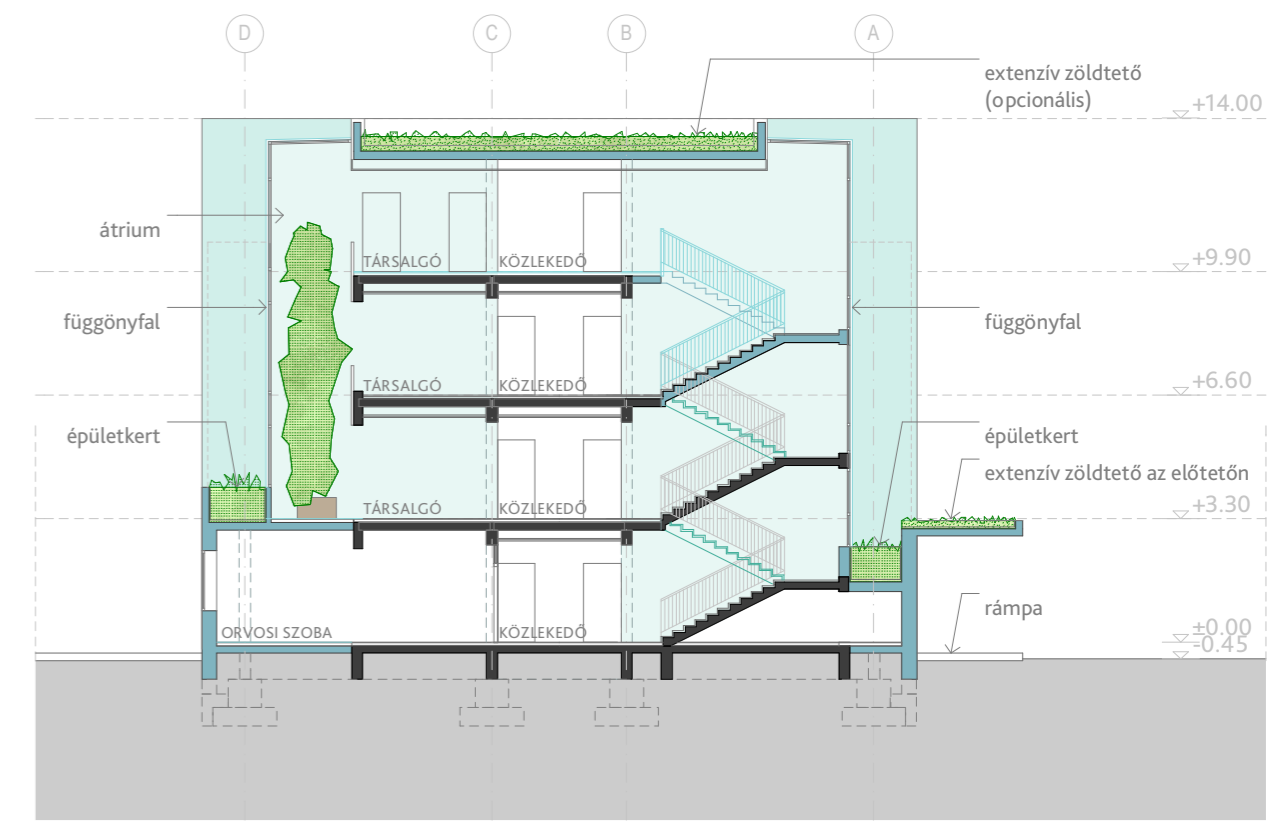 D
C
B
A
extenzív zöldtető
(opcionális)
+14.00
átrium
TÁRSALGÓ
KÖZLEKEDŐ
+9.90
függönyfal
függönyfal
TÁRSALGÓ
KÖZLEKEDŐ
+6.60
épületkert
épületkert
extenzív zöldtető az előtetőn
TÁRSALGÓ
KÖZLEKEDŐ
+3.30
rámpa
ORVOSI SZOBA
KÖZLEKEDŐ
±0.00
-0.45